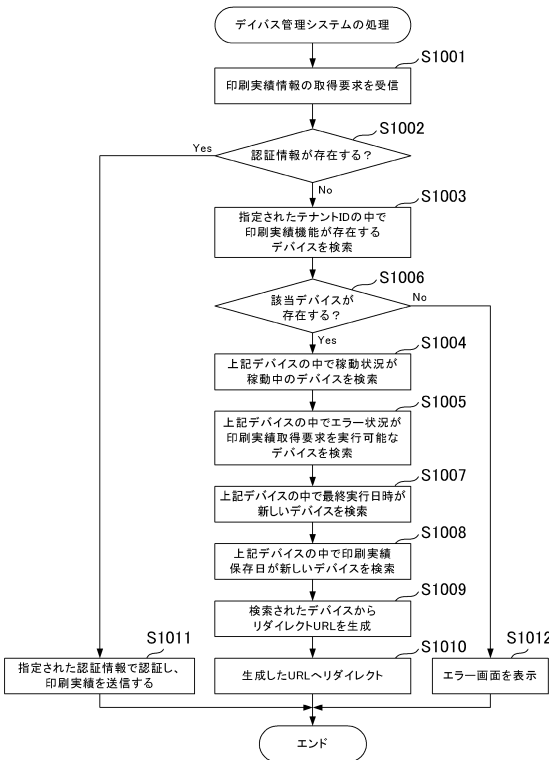 デイバス管理システムの処理
S1001
印刷実績情報の取得要求を受信
S1002
認証情報が存在する？
Yes
No
S1003
指定されたテナントIDの中で
印刷実績機能が存在する
デバイスを検索
S1006
該当デバイスが
存在する？
No
Yes
S1004
上記デバイスの中で稼動状況が
稼動中のデバイスを検索
S1005
上記デバイスの中でエラー状況が
印刷実績取得要求を実行可能な
デバイスを検索
S1007
上記デバイスの中で最終実行日時が
新しいデバイスを検索
S1008
上記デバイスの中で印刷実績
保存日が新しいデバイスを検索
S1009
検索されたデバイスから
リダイレクトURLを生成
S1011
指定された認証情報で認証し、
印刷実績を送信する
S1010
生成したURLへリダイレクト
S1012
エラー画面を表示
エンド